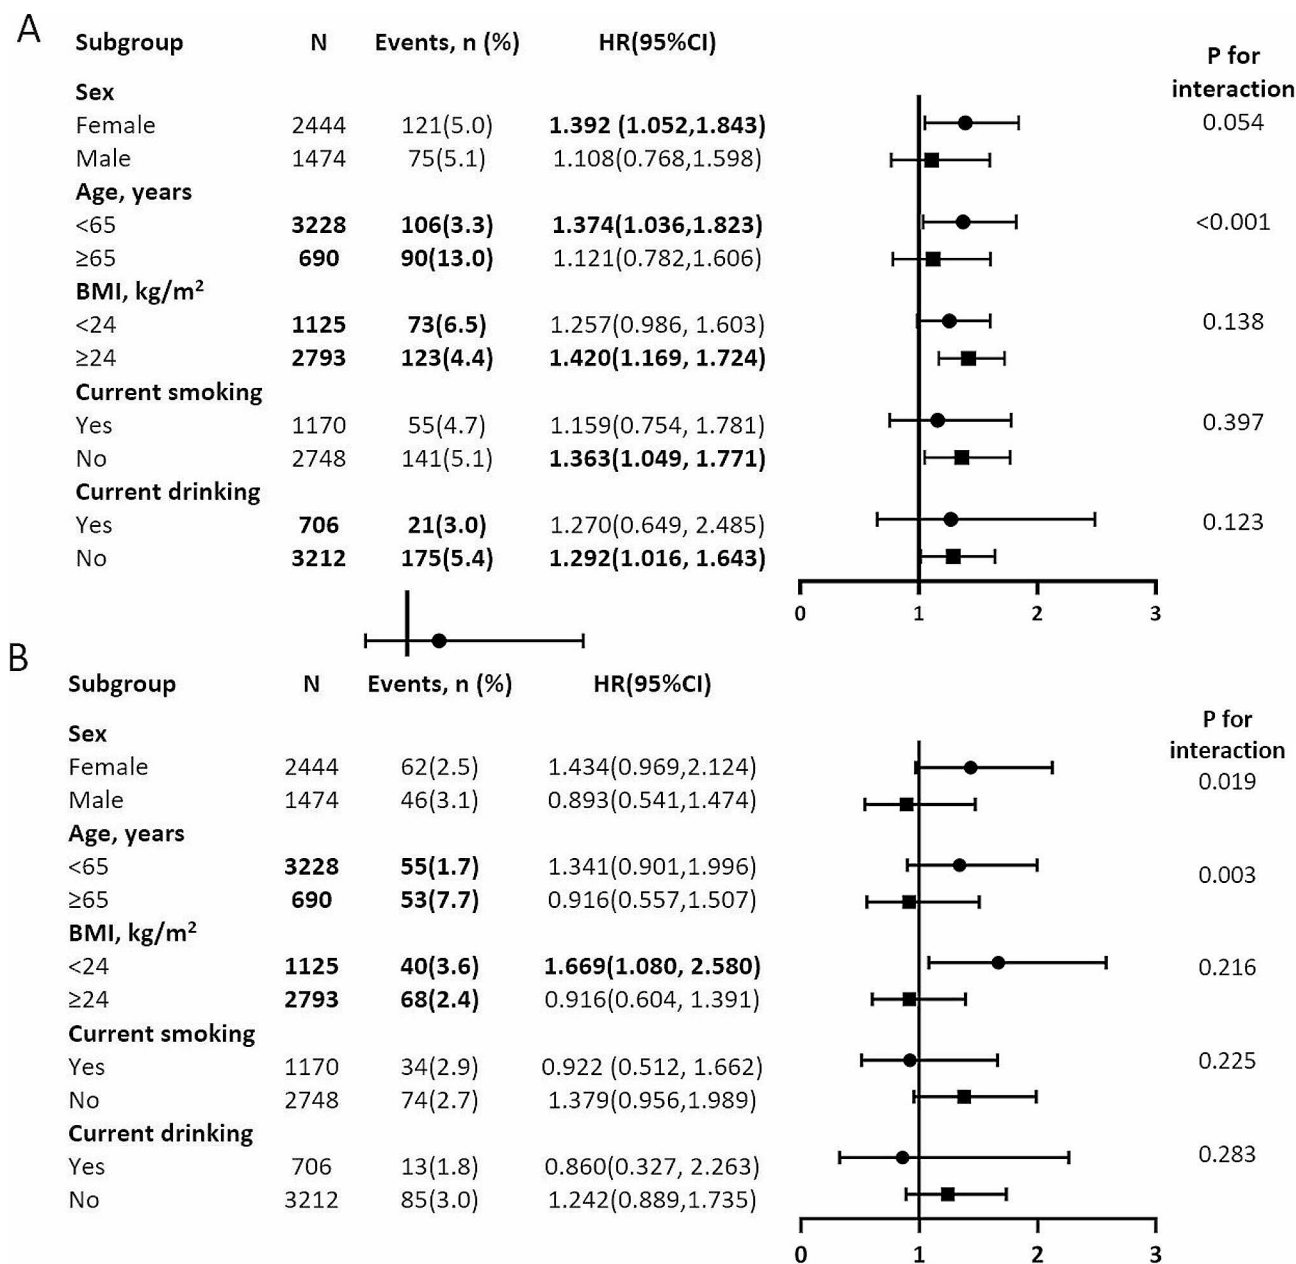 A
Subgroup N Events, n (%) HR(95%CI) P for interaction
Sex
Female 2444 121(5.0) 1.392 (1.052,1.843) 0.054
Male 1474 75(5.1) 1.108(0.768,1.598)
Age, years
<65 3228 106(3.3) 1.374(1.036,1.823) <0.001
≥65 690 90(13.0) 1.121(0.782,1.606)
BMI, kg/m²
<24 1125 73(6.5) 1.257(0.986, 1.603) 0.138
≥24 2793 123(4.4) 1.420(1.169, 1.724)
Current smoking
Yes 1170 55(4.7) 1.159(0.754, 1.781) 0.397
No 2748 141(5.1) 1.363(1.049, 1.771)
Current drinking
Yes 706 21(3.0) 1.270(0.649, 2.485) 0.123
No 3212 175(5.4) 1.292(1.016, 1.643)
0 1 2 3
B
Subgroup N Events, n (%) HR(95%CI) P for interaction
Sex
Female 2444 62(2.5) 1.434(0.969,2.124) 0.019
Male 1474 46(3.1) 0.893(0.541,1.474)
Age, years
<65 3228 55(1.7) 1.341(0.901,1.996) 0.003
≥65 690 53(7.7) 0.916(0.557,1.507)
BMI, kg/m²
<24 1125 40(3.6) 1.669(1.080, 2.580) 0.216
≥24 2793 68(2.4) 0.916(0.604, 1.391)
Current smoking
Yes 1170 34(2.9) 0.922 (0.512, 1.662) 0.225
No 2748 74(2.7) 1.379(0.956,1.989)
Current drinking
Yes 706 13(1.8) 0.860(0.327, 2.263) 0.283
No 3212 85(3.0) 1.242(0.889,1.735)
0 1 2 3